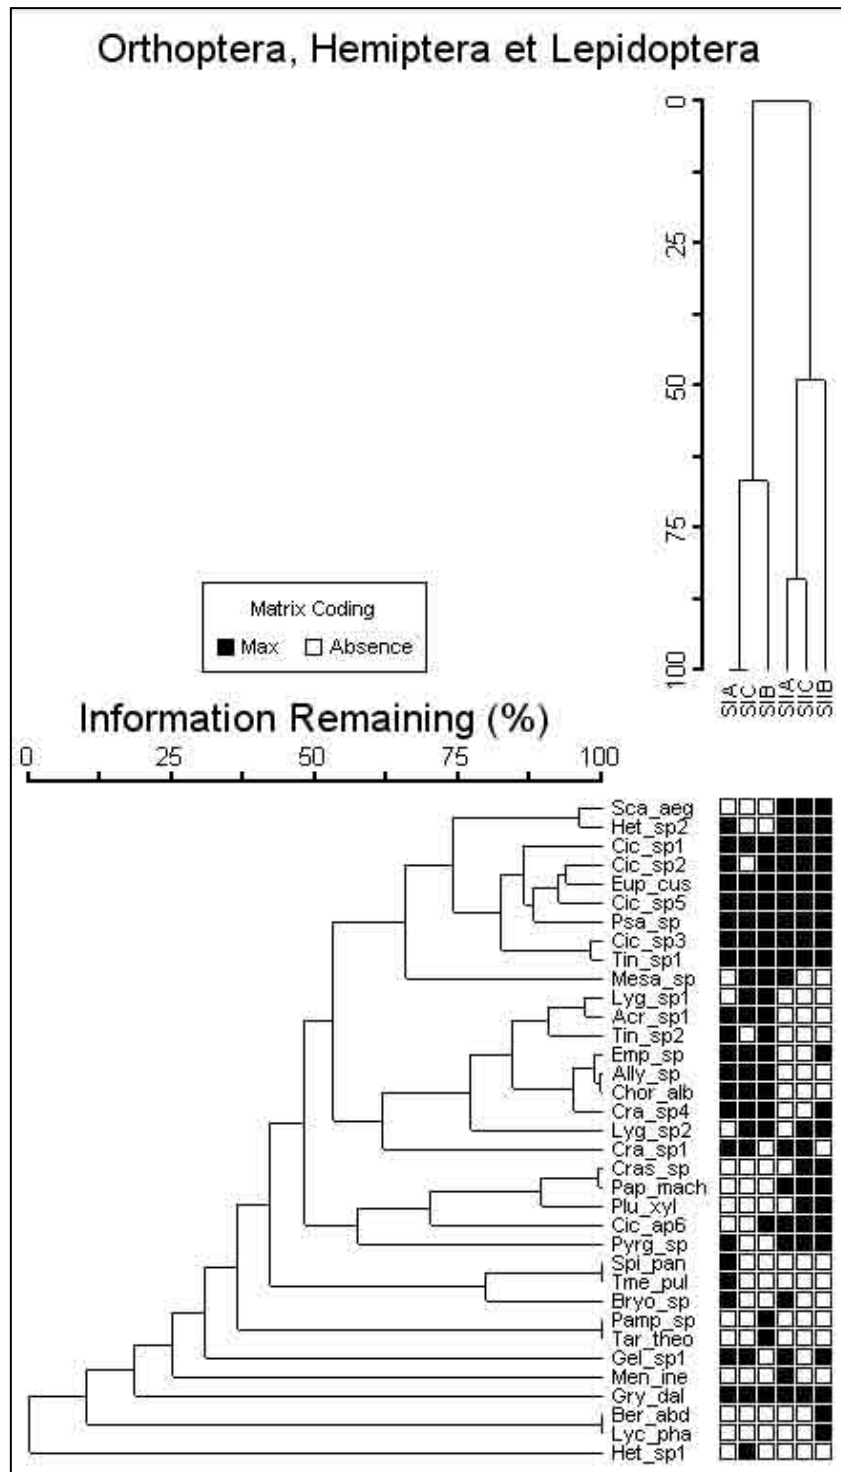 Orthoptera, Hemiptera et Lepidoptera
0
25
50
75
100
SIA
SIC
SIB
SIIA
SIIC
SIIB
Matrix Coding
Max Absence
Information Remaining (%)
0 25 50 75 100
Sca_aeg
Het_sp2
Cic_sp1
Cic_sp2
Eup_cus
Cic_sp5
Psa_sp
Cic_sp3
Tin_sp1
Mesa_sp
Lyg_sp1
Acr_sp1
Tin_sp2
Emp_sp
Ally_sp
Chor_alb
Cra_sp4
Lyg_sp2
Cra_sp1
Cras_sp
Pap_mach
Plu_xyl
Cic_ap6
Pyrg_sp
Spi_pan
Tme_pul
Bryo_sp
Pamp_sp
Tar_theo
Gel_sp1
Men_ine
Gry_dal
Ber_abd
Lyc_pha
Het_sp1